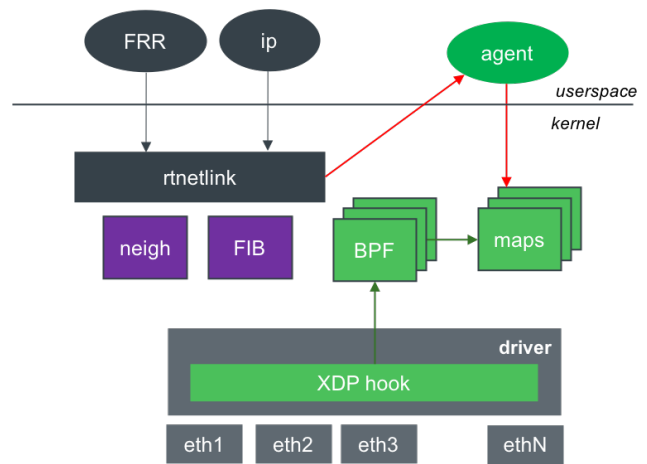 FRR
ip
agent
userspace
kernel
rtnetlink
neigh
FIB
BPF
maps
driver
XDP hook
eth1
eth2
eth3
ethN